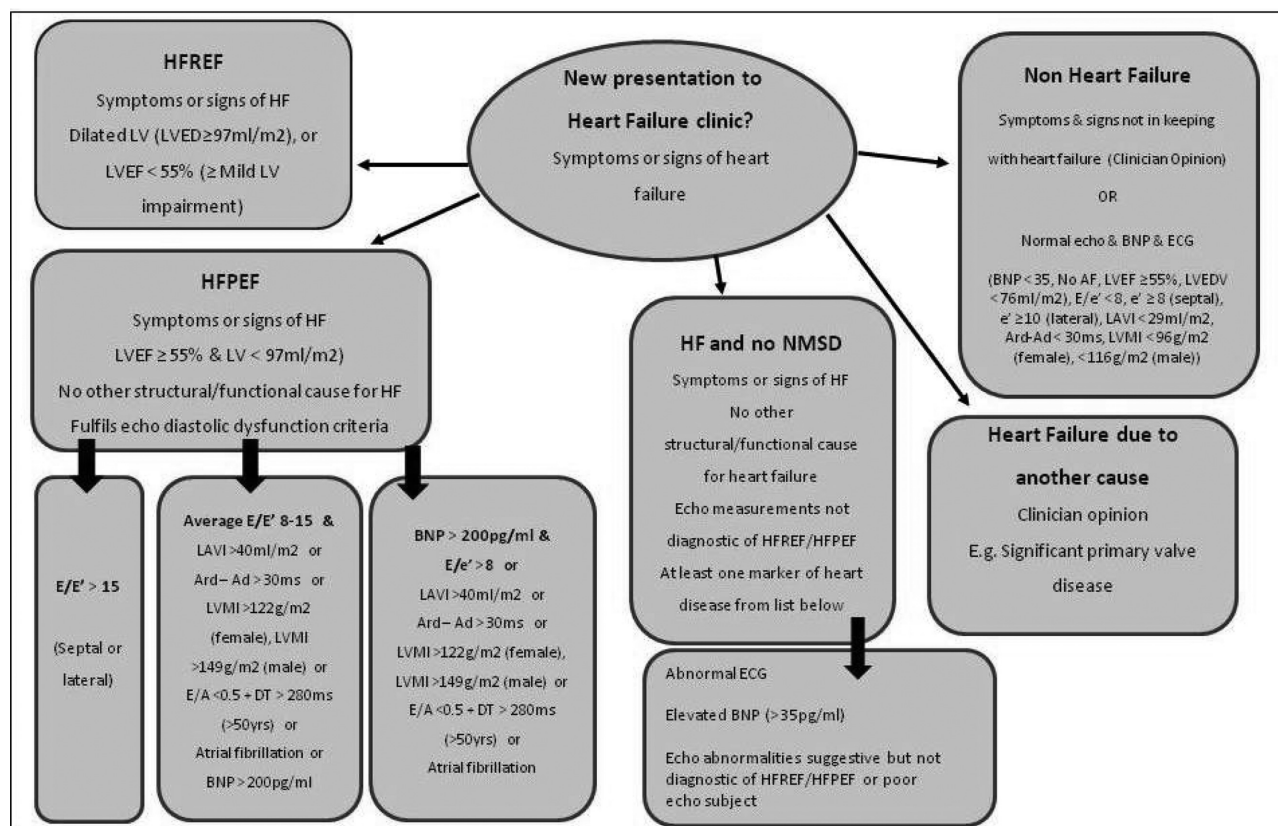 New presentation to
Heart Failure clinic?
Symptoms or signs of heart
failure
HFREF
Symptoms or signs of HF
Dilated LV (LVED≥97ml/m2), or
LVEF < 55% (≥ Mild LV
impairment)
HFPEF
Symptoms or signs of HF
LVEF ≥ 55% & LV < 97ml/m2)
No other structural/functional cause for HF
Fulfils echo diastolic dysfunction criteria
E/E' > 15
(Septal or
lateral)
Average E/E' 8-15 &
LAVI >40ml/m2 or
Ard– Ad >30ms or
LVMI >122g/m2
(female), LVMI
>149g/m2 (male) or
E/A <0.5 + DT > 280ms
(>50yrs) or
Atrial fibrillation or
BNP >200pg/ml
BNP > 200pg/ml &
E/e' >8 or
LAVI >40ml/m2 or
Ard– Ad >30ms or
LVMI >122g/m2 (female),
LVMI >149g/m2 (male) or
E/A <0.5 + DT > 280ms
(>50yrs) or
Atrial fibrillation
HF and no NMSD
Symptoms or signs of HF
No other
structural/functional cause
for heart failure
Echo measurements not
diagnostic of HFREF/HFPEF
At least one marker of heart
disease from list below
Abnormal ECG
Elevated BNP (>35pg/ml)
Echo abnormalities suggestive but not
diagnostic of HFREF/HFPEF or poor
echo subject
Non Heart Failure
Symptoms & signs not in keeping
with heart failure (Clinician Opinion)
OR
Normal echo & BNP & ECG
(BNP <35, No AF, LVEF ≥55%, LVEDV
<76ml/m2), E/e' <8, e' ≥ 8 (septal),
e' ≥10 (lateral), LAVI <29ml/m2,
Ard-Ad < 30ms, LVMI <96g/m2
(female), <116g/m2 (male))
Heart Failure due to
another cause
Clinician opinion
E.g. Significant primary valve
disease